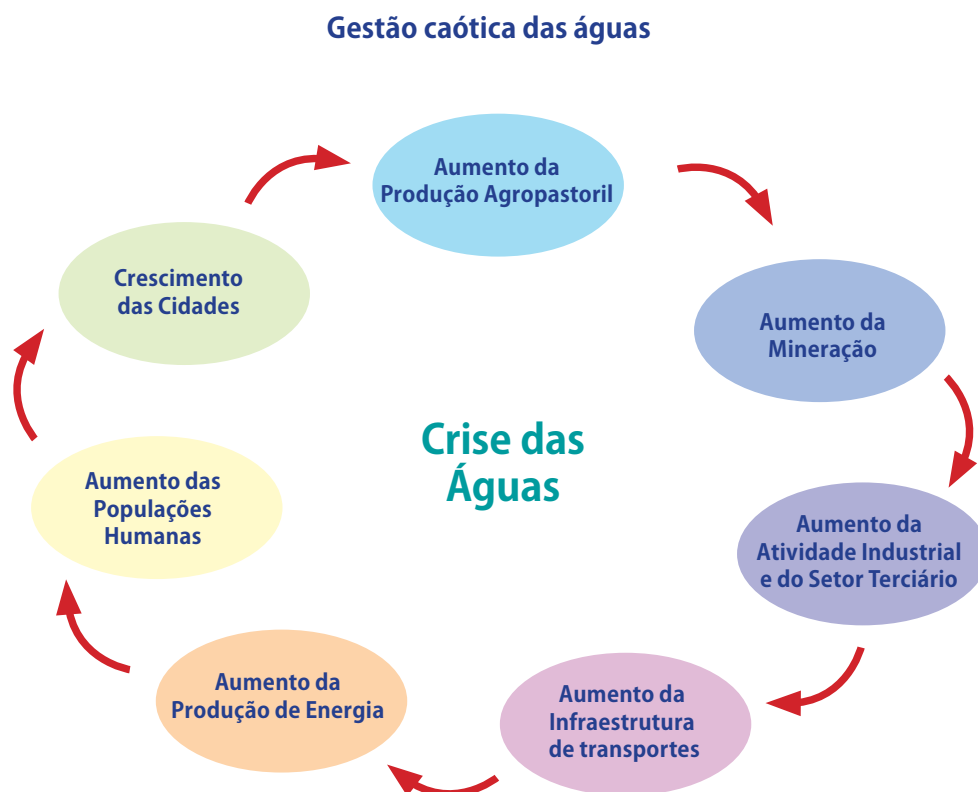 Gestão caótica das águas
Aumento da
Produção Agropastoril
Crescimento
das Cidades
Aumento da
Mineração
Crise das
Águas
Aumento das
Populações
Humanas
Aumento da
Atividade Industrial
e do Setor Terciário
Aumento da
Produção de Energia
Aumento da
Infraestrutura
de transportes